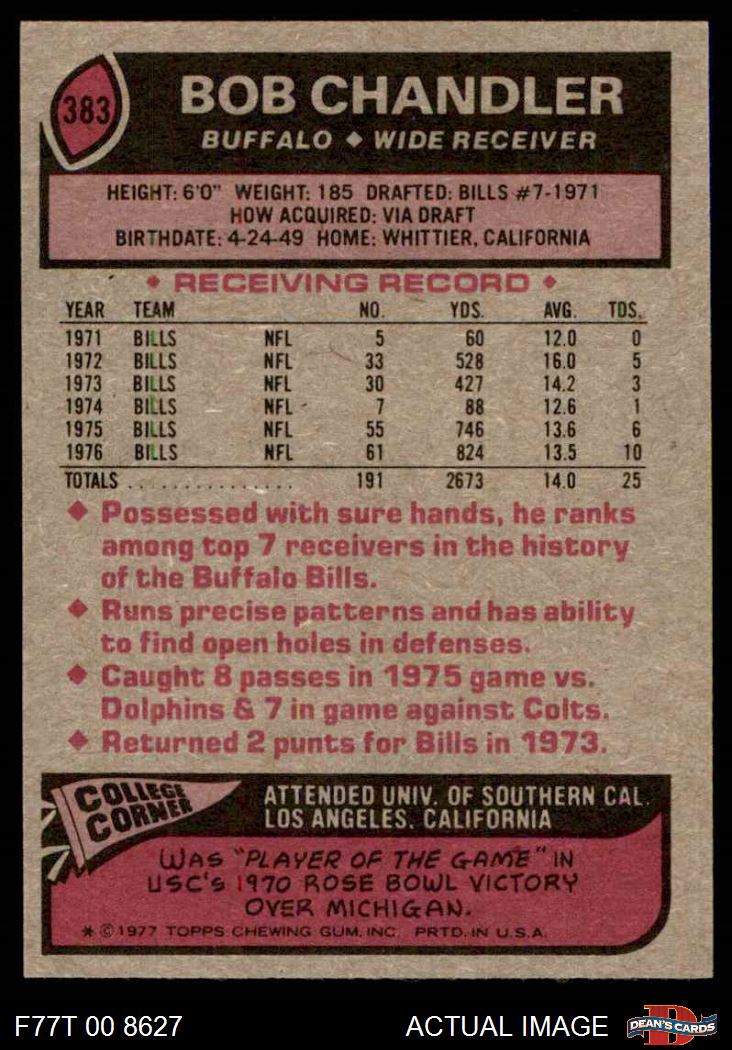 383
BOB CHANDLER
BUFFALO ◆ WIDE RECEIVER
HEIGHT: 6'0" WEIGHT: 185 DRAFTED: BILLS #7-1971
HOW ACQUIRED: VIA DRAFT
BIRTHDATE: 4-24-49 HOME: WHITTIER, CALIFORNIA
◆ RECEIVING RECORD ◆
YEAR TEAM NO. YDS. AVG. TDS.
1971 BILLS NFL 5 60 12.0 0
1972 BILLS NFL 33 528 16.0 5
1973 BILLS NFL 30 427 14.2 3
1974 BILLS NFL 7 88 12.6 1
1975 BILLS NFL 55 746 13.6 6
1976 BILLS NFL 61 824 13.5 10
TOTALS . . . . . . . . . . . . . . . 191 2673 14.0 25
◆ Possessed with sure hands, he ranks
among top 7 receivers in the history
of the Buffalo Bills.
◆ Runs precise patterns and has ability
to find open holes in defenses.
◆ Caught 8 passes in 1975 game vs.
Dolphins & 7 in game against Colts.
◆ Returned 2 punts for Bills in 1973.
COLLEGE
CORNER
ATTENDED UNIV. OF SOUTHERN CAL.
LOS ANGELES, CALIFORNIA
WAS "PLAYER OF THE GAME" IN
USC'S 1970 ROSE BOWL VICTORY
OVER MICHIGAN.
* © 1977 TOPPS CHEWING GUM, INC. PRTD. IN U.S.A.
F77T 00 8627
ACTUAL IMAGE
D
DEAN'S CARDS